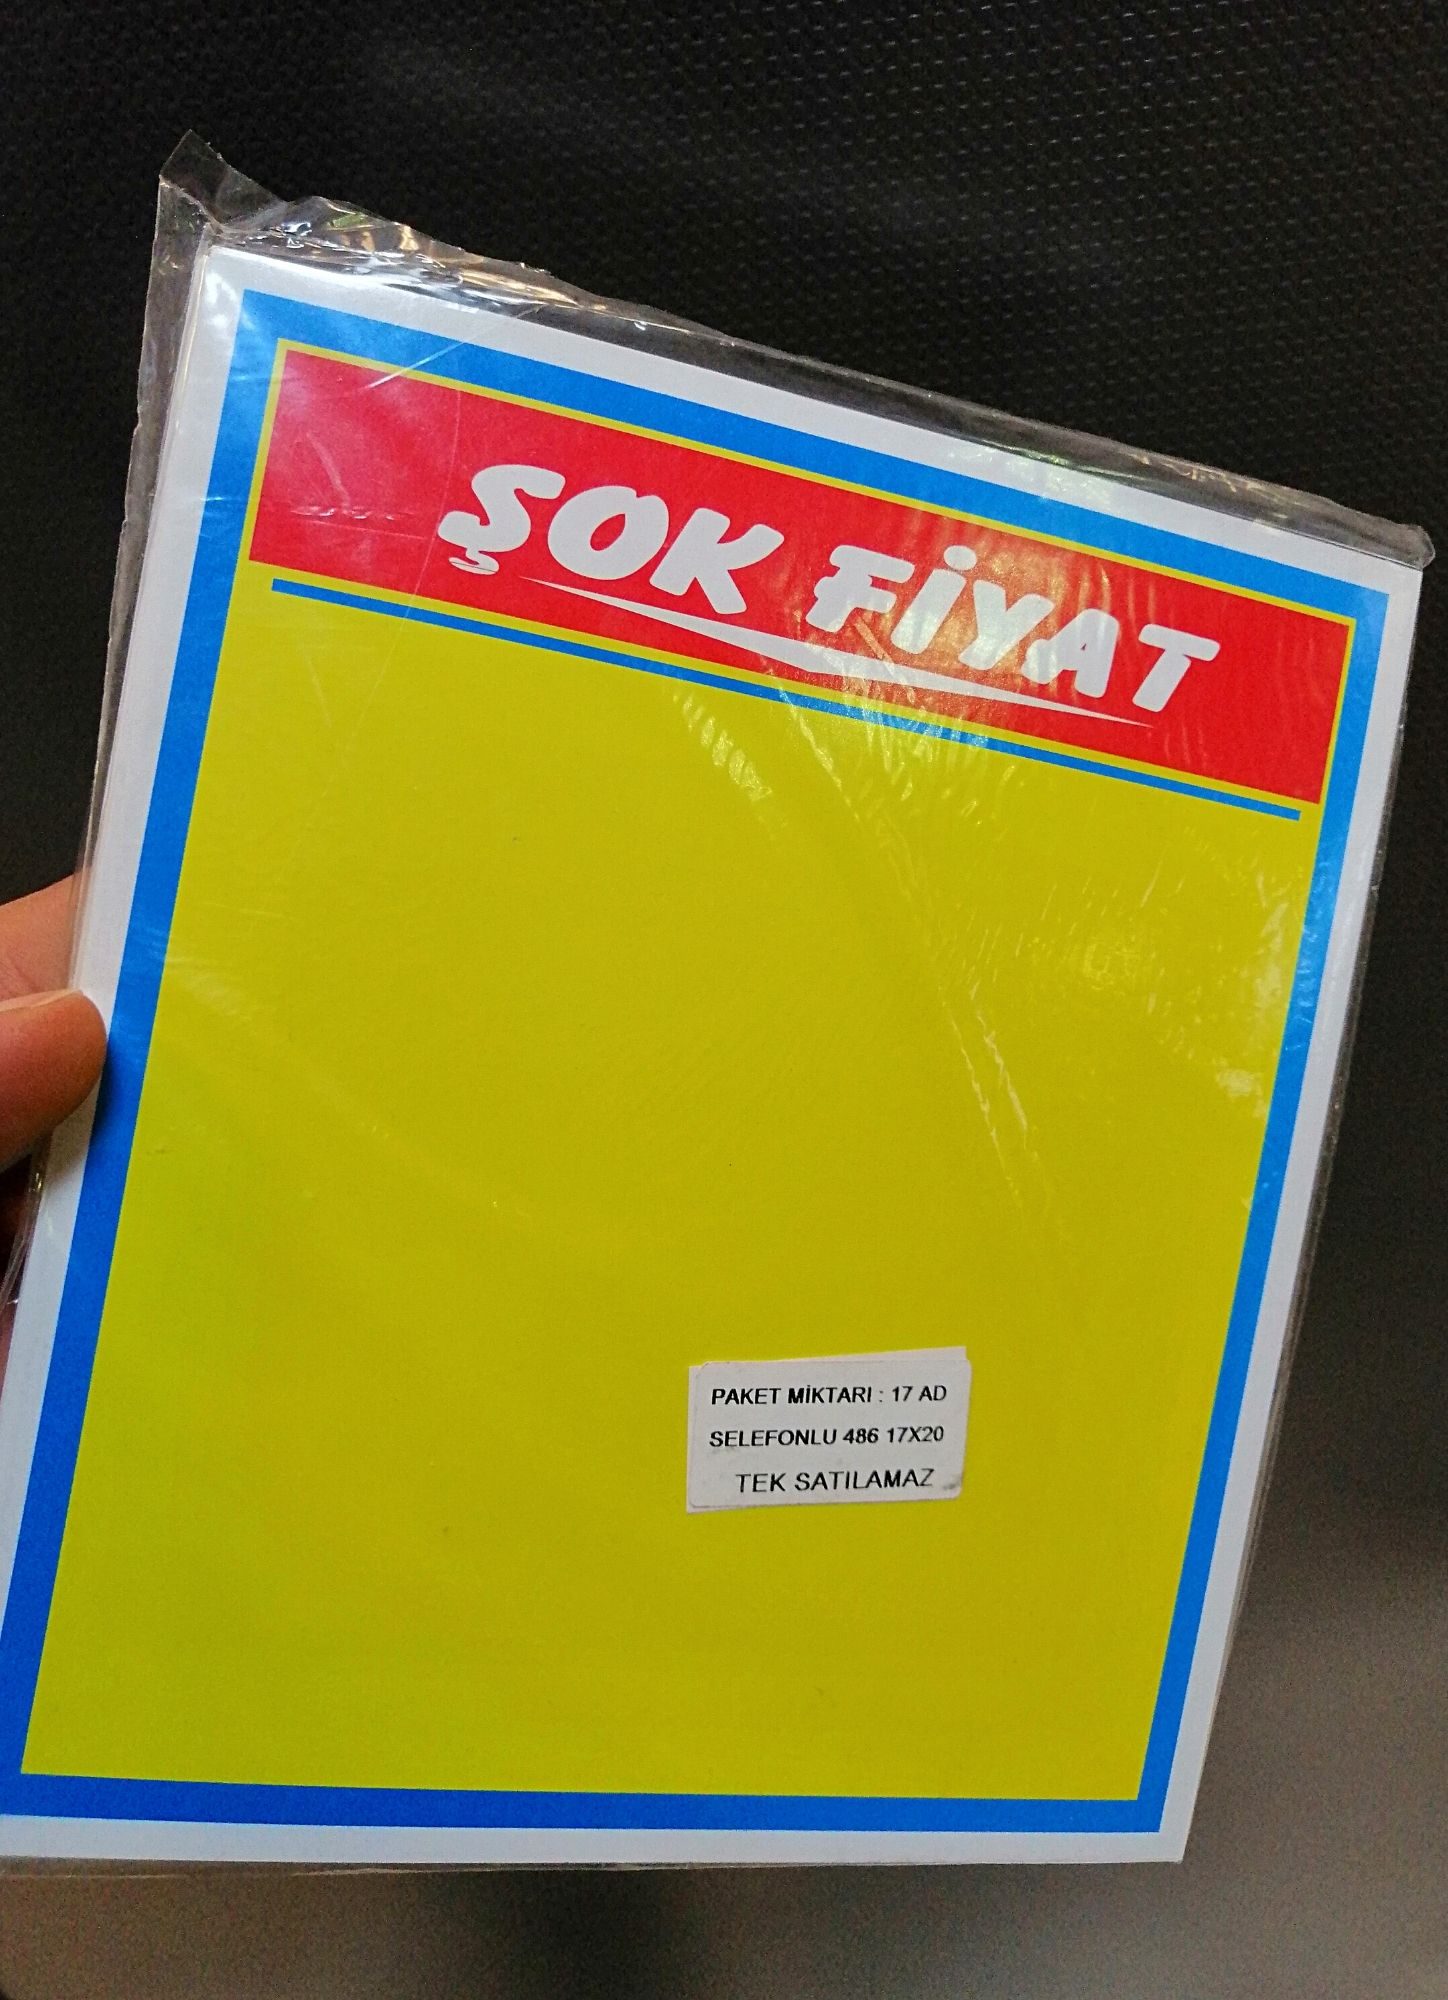 ŞOK FİYAT
PAKET MİKTARI : 17 AD
SELEFONLU 486 17X20
TEK SATILAMAZ